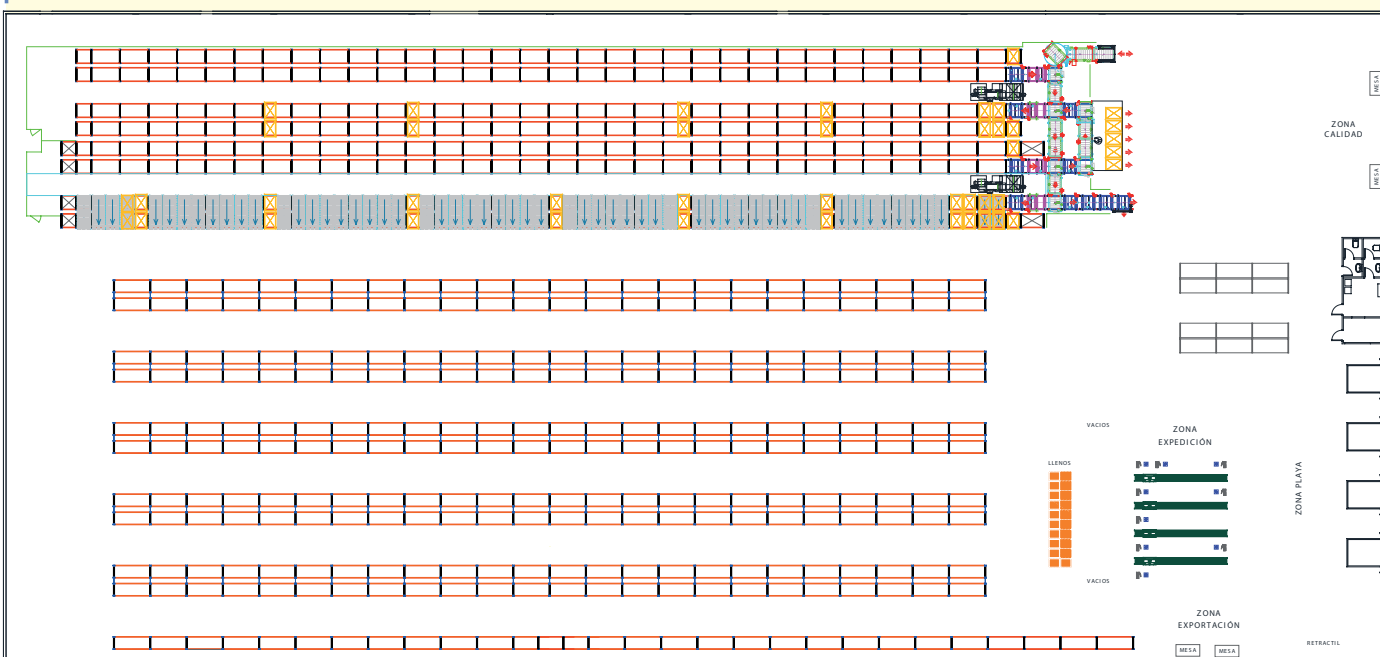 MESA
ZONA
CALIDAD
MESA
VACIOS
ZONA
EXPEDICIÓN
LLENOS
ZONA PLAYA
VACIOS
ZONA
EXPORTACIÓN
RETRACTIL
MESA
MESA